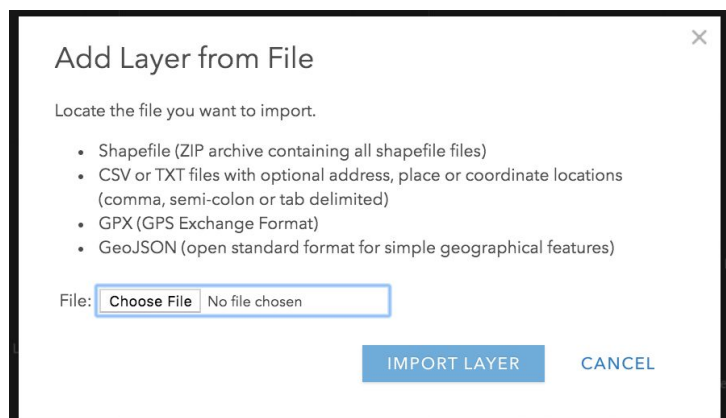 Add Layer from File
×
Locate the file you want to import.
• Shapefile (ZIP archive containing all shapefile files)
• CSV or TXT files with optional address, place or coordinate locations
(comma, semi-colon or tab delimited)
• GPX (GPS Exchange Format)
• GeoJSON (open standard format for simple geographical features)
File: Choose File No file chosen
IMPORT LAYER CANCEL